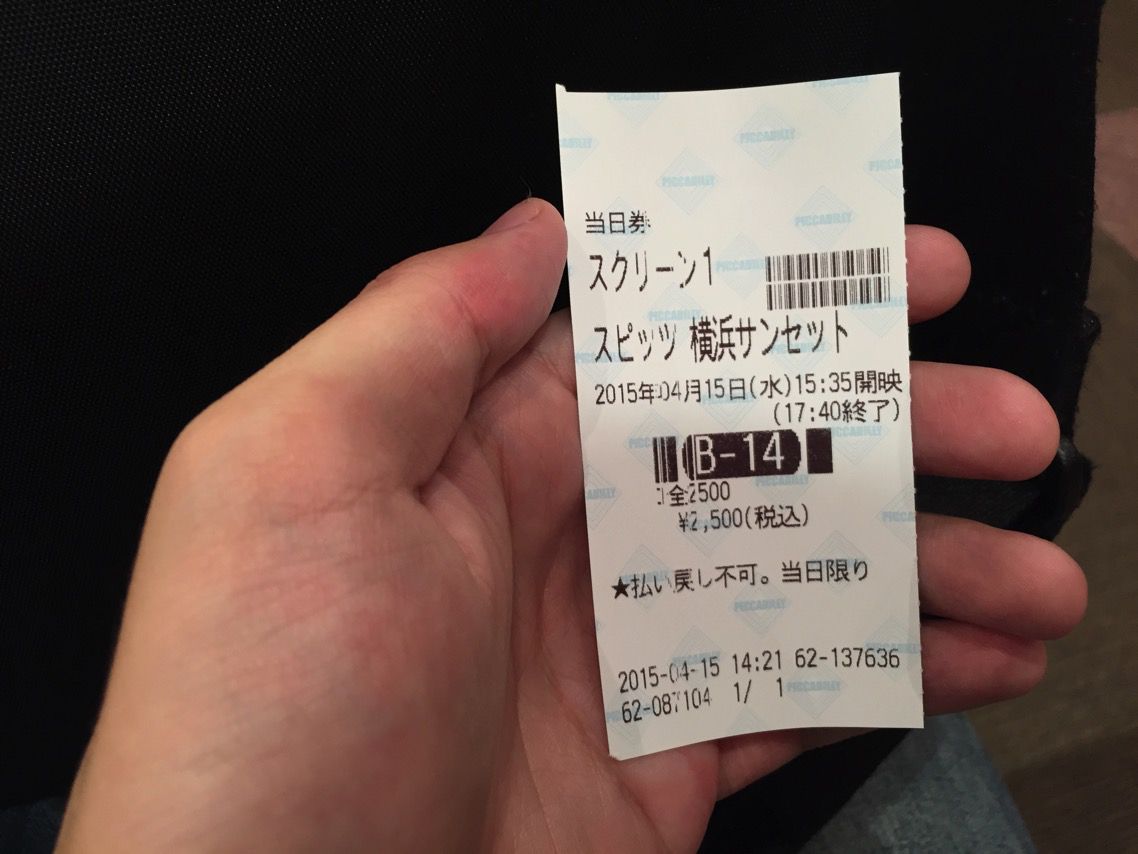 当日券
スクリーン1
スピッツ 横浜サンセット
2015年04月15日(水)15:35開映
(17:40終了)
B-14
全2500
¥2,500(税込)
★払い戻し不可。当日限り
2015-04-15 14:21 62-137636
62-087104 1/ 1
PICCADILLY